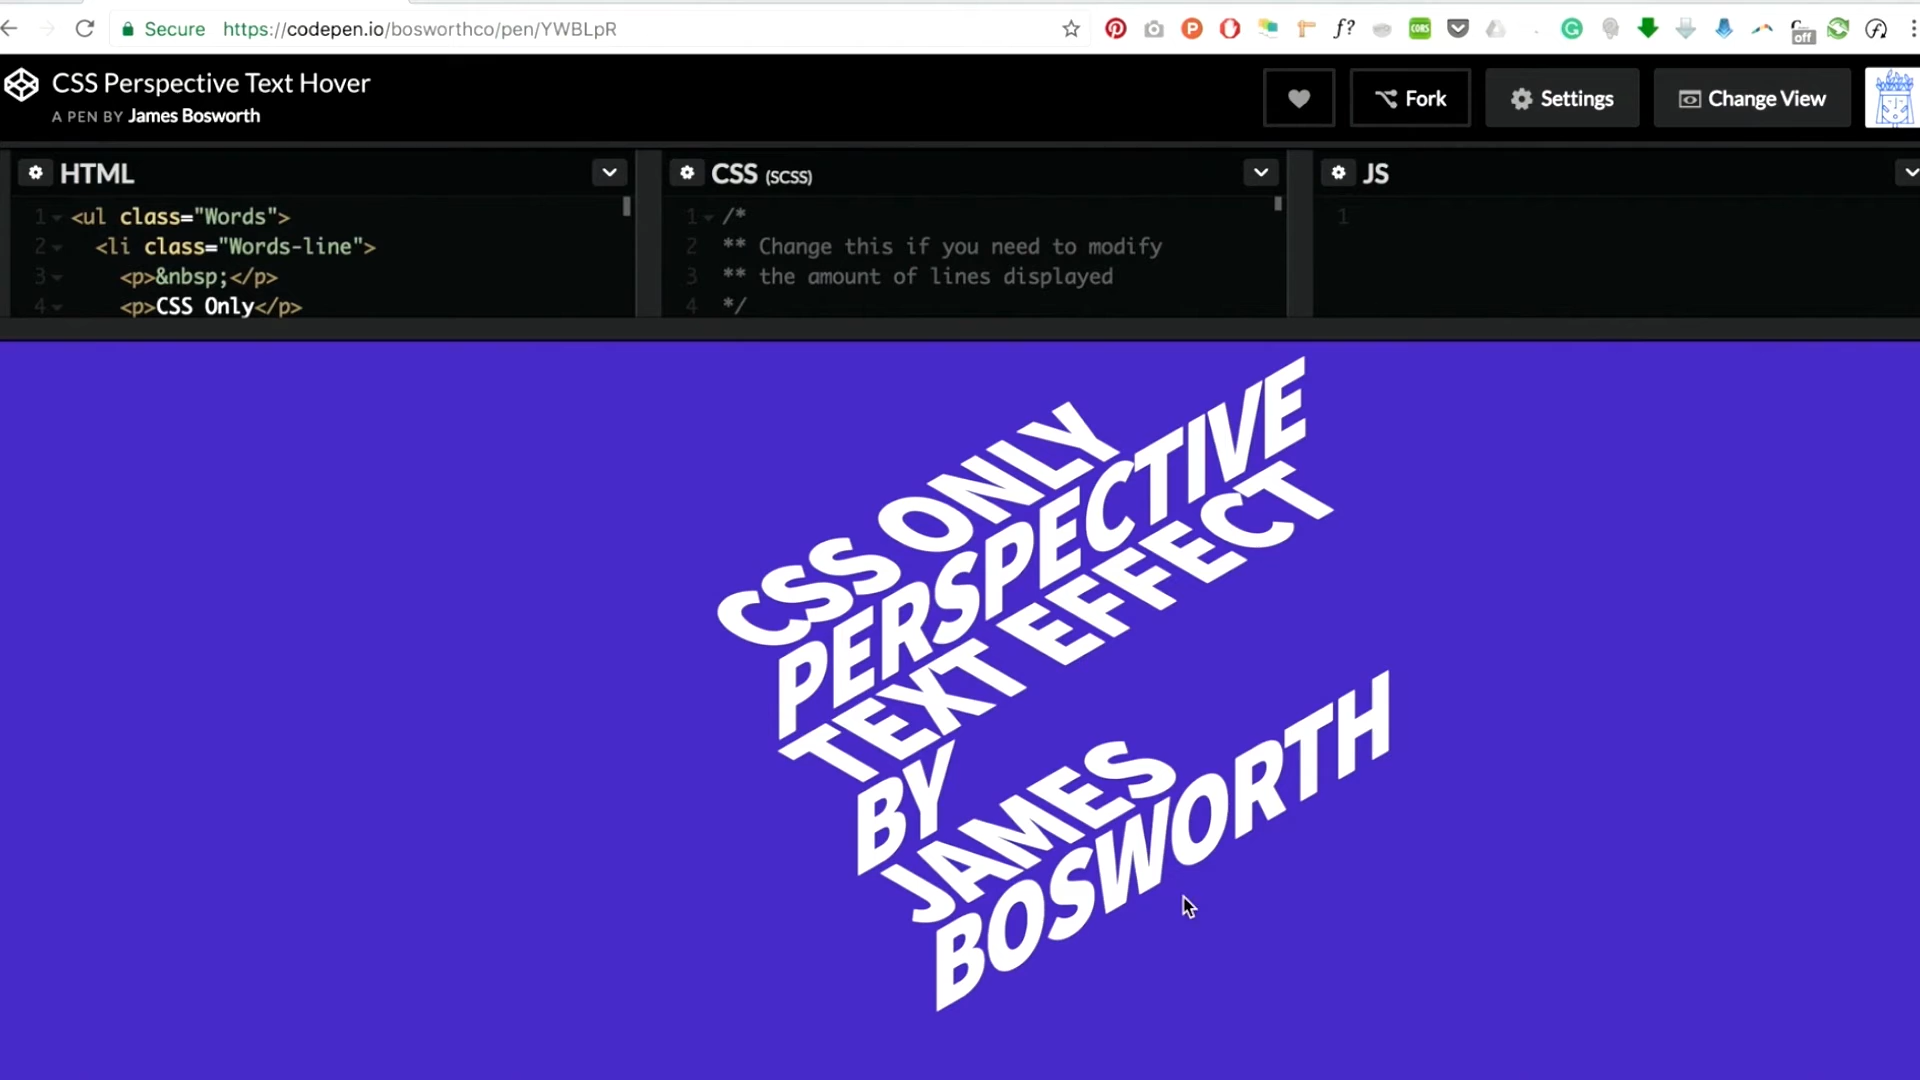 Secure https://codepen.io/bosworthco/pen/YWBLpR
f?
CORS
off
CSS Perspective Text Hover
A PEN BY James Bosworth
Fork
Settings
Change View
HTML
1 <ul class="Words">
2 <li class="Words-line">
3 <p>&nbsp;</p>
4 <p>CSS Only</p>
CSS (SCSS)
1 /*
2 ** Change this if you need to modify
3 ** the amount of lines displayed
4 */
JS
1
CSS ONLY
PERSPECTIVE
TEXT EFFECT
BY
JAMES
BOSWORTH